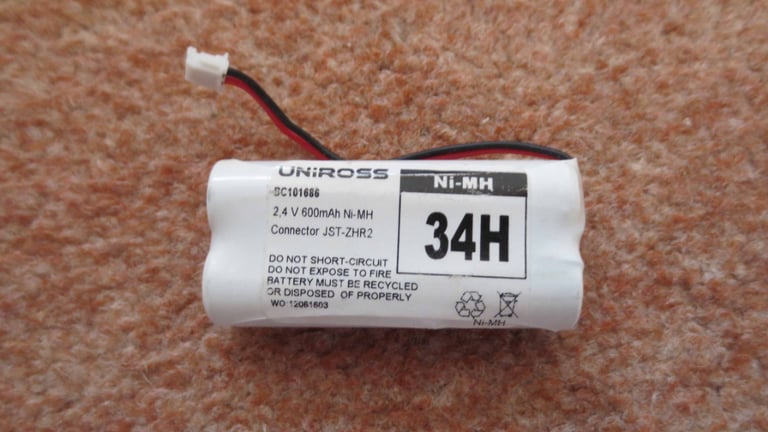 UNiROSS
BC101686
2,4 V 600mAh Ni-MH
Connector JST-ZHR2
DO NOT SHORT-CIRCUIT
DO NOT EXPOSE TO FIRE
BATTERY MUST BE RECYCLED
OR DISPOSED OF PROPERLY
WO:12061603
Ni-MH
34H
Ni-MH